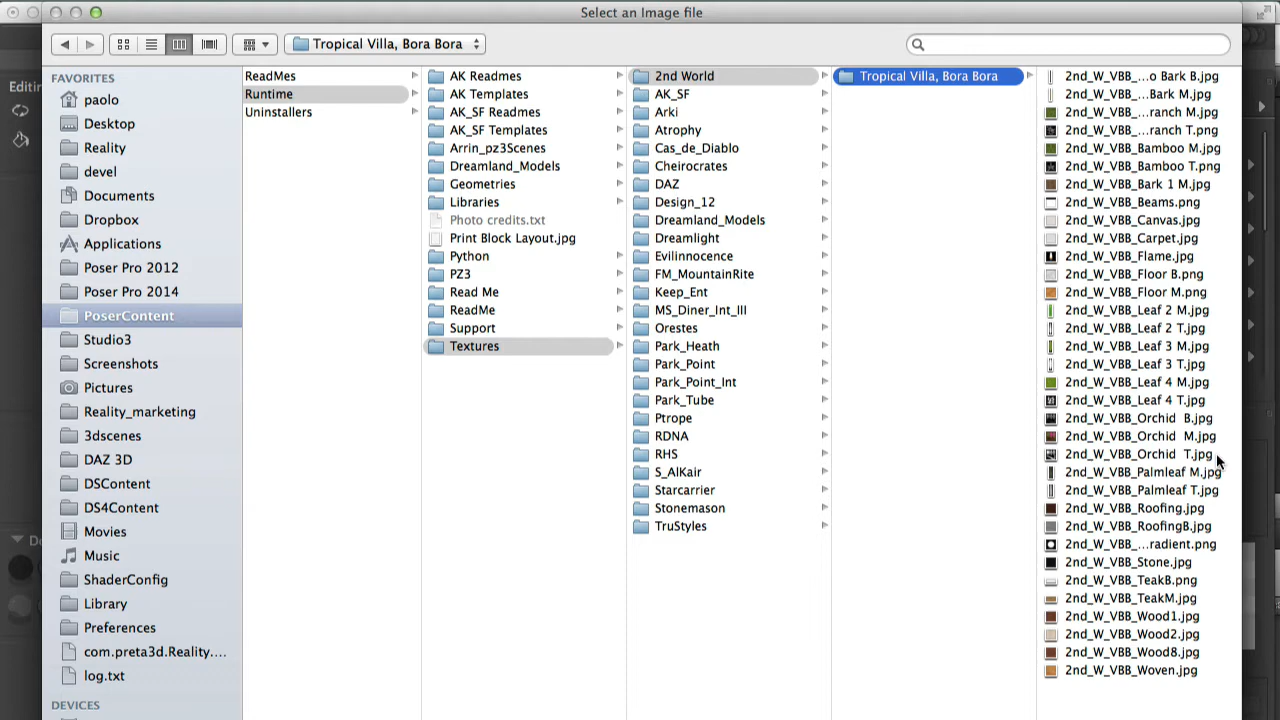 Select an Image file
Tropical Villa, Bora Bora
Editin
FAVORITES
paolo
Desktop
Reality
devel
Documents
Dropbox
Applications
Poser Pro 2012
Poser Pro 2014
PoserContent
Studio3
Screenshots
Pictures
Reality_marketing
3dscenes
DAZ 3D
DSContent
DS4Content
Movies
Music
ShaderConfig
Library
Preferences
com.preta3d.Reality....
log.txt
DEVICES
ReadMes
Runtime
Uninstallers
AK Readmes
AK Templates
AK_SF Readmes
AK_SF Templates
Arrin_pz3Scenes
Dreamland_Models
Geometries
Libraries
Photo credits.txt
Print Block Layout.jpg
Python
PZ3
Read Me
ReadMe
Support
Textures
2nd World
AK_SF
Arki
Atrophy
Cas_de_Diablo
Cheirocrates
DAZ
Design_12
Dreamland_Models
Dreamlight
Evilinnocence
FM_MountainRite
Keep_Ent
MS_Diner_Int_III
Orestes
Park_Heath
Park_Point
Park_Point_Int
Park_Tube
Ptrope
RDNA
RHS
S_AlKair
Starcarrier
Stonemason
TruStyles
Tropical Villa, Bora Bora
2nd_W_VBB_...o Bark B.jpg
2nd_W_VBB_...Bark M.jpg
2nd_W_VBB_...ranch M.jpg
2nd_W_VBB_...ranch T.png
2nd_W_VBB_Bamboo M.jpg
2nd_W_VBB_Bamboo T.png
2nd_W_VBB_Bark 1 M.jpg
2nd_W_VBB_Beams.png
2nd_W_VBB_Canvas.jpg
2nd_W_VBB_Carpet.jpg
2nd_W_VBB_Flame.jpg
2nd_W_VBB_Floor B.png
2nd_W_VBB_Floor M.png
2nd_W_VBB_Leaf 2 M.jpg
2nd_W_VBB_Leaf 2 T.jpg
2nd_W_VBB_Leaf 3 M.jpg
2nd_W_VBB_Leaf 3 T.jpg
2nd_W_VBB_Leaf 4 M.jpg
2nd_W_VBB_Leaf 4 T.jpg
2nd_W_VBB_Orchid  B.jpg
2nd_W_VBB_Orchid  M.jpg
2nd_W_VBB_Orchid  T.jpg
2nd_W_VBB_Palmleaf M.jpg
2nd_W_VBB_Palmleaf T.jpg
2nd_W_VBB_Roofing.jpg
2nd_W_VBB_RoofingB.jpg
2nd_W_VBB_...radient.png
2nd_W_VBB_Stone.jpg
2nd_W_VBB_TeakB.png
2nd_W_VBB_TeakM.jpg
2nd_W_VBB_Wood1.jpg
2nd_W_VBB_Wood2.jpg
2nd_W_VBB_Wood8.jpg
2nd_W_VBB_Woven.jpg